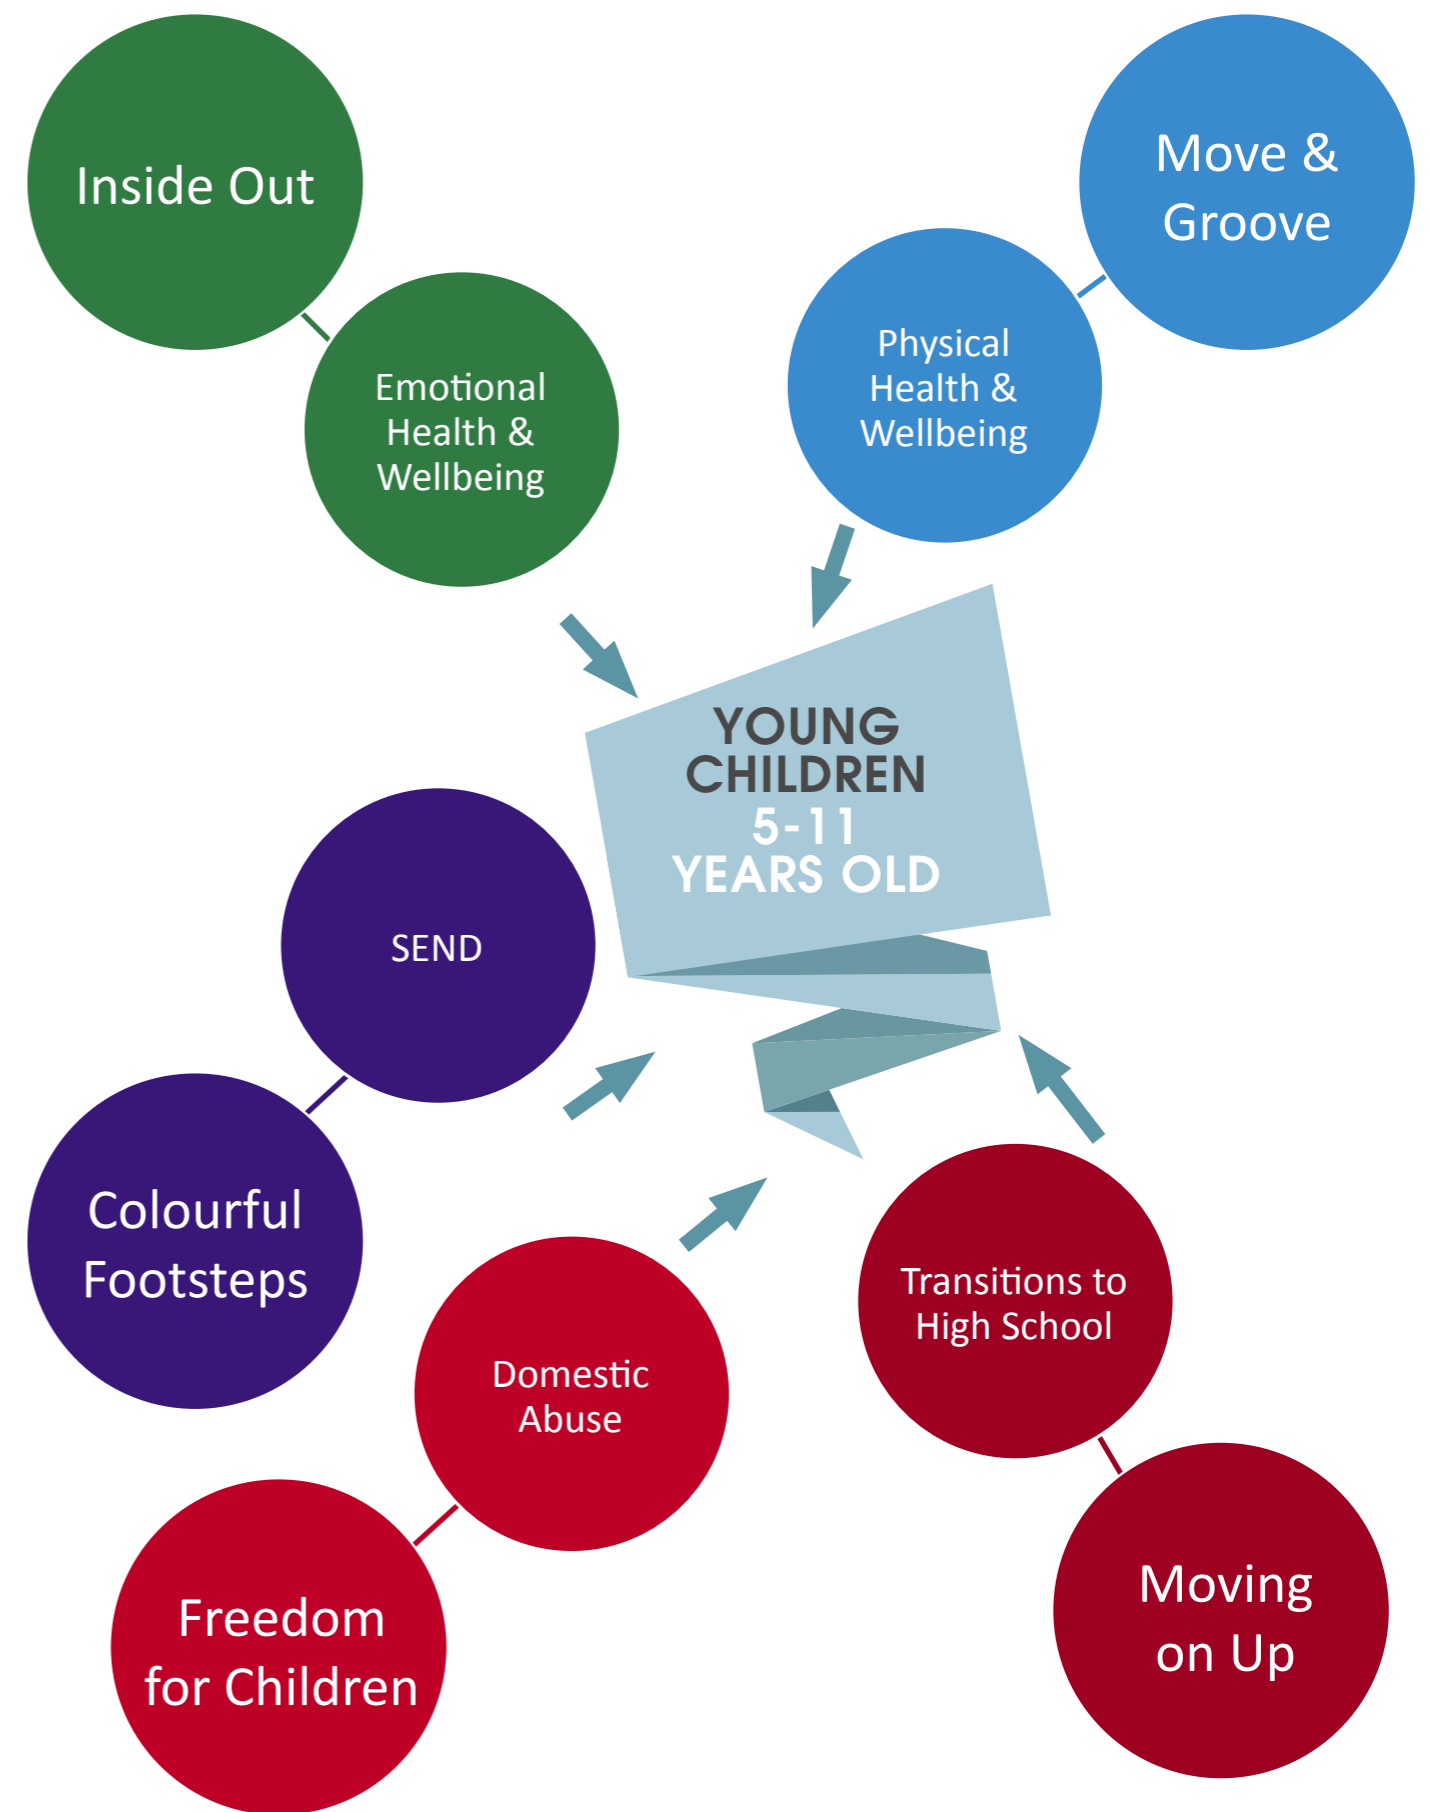 Inside Out
Emotional
Health &
Wellbeing
Move &
Groove
Physical
Health &
Wellbeing
YOUNG
CHILDREN
5-11
YEARS OLD
SEND
Colourful
Footsteps
Domestic
Abuse
Freedom
for Children
Transitions to
High School
Moving
on Up